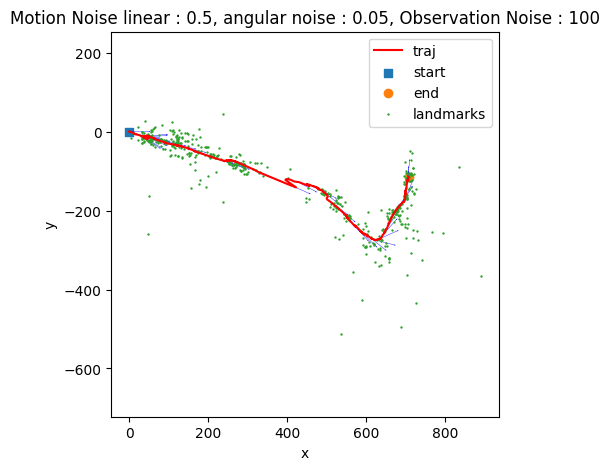 Motion Noise linear : 0.5, angular noise : 0.05, Observation Noise : 100
traj
start
end
landmarks
200
0
−200
−400
−600
y
0
200
400
600
800
x